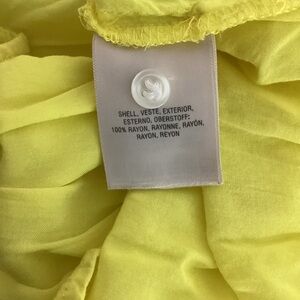 SHELL, VESTE, EXTERIOR,
ESTERNO, OBERSTOFF:
100% RAYON, RAYONNE, RAYÓN,
RAYON, REYON